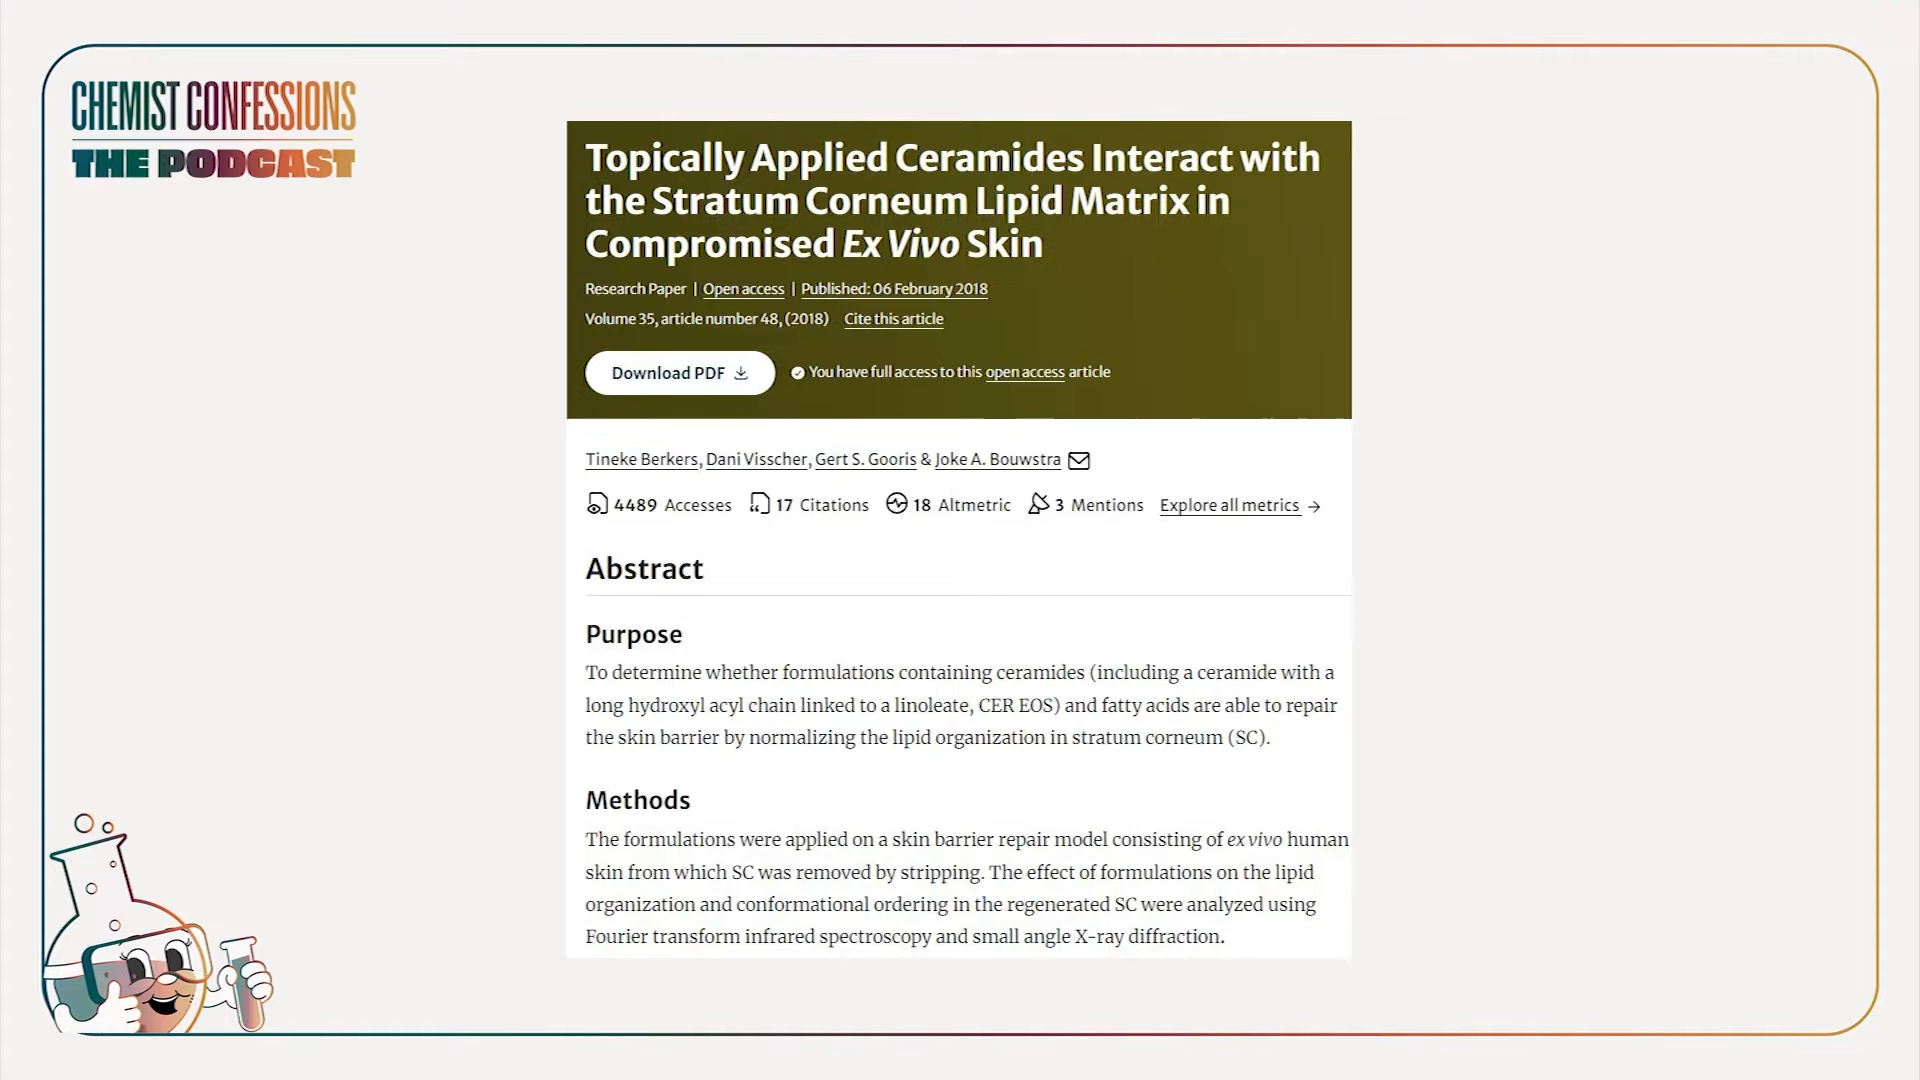 CHEMIST CONFESSIONS
THE PODCAST
Topically Applied Ceramides Interact with
the Stratum Corneum Lipid Matrix in
Compromised Ex Vivo Skin
Research Paper | Open access | Published: 06 February 2018
Volume 35, article number 48, (2018) Cite this article
Download PDF You have full access to this open access article
Tineke Berkers, Dani Visscher, Gert S. Gooris & Joke A. Bouwstra
4489 Accesses 17 Citations 18 Altmetric 3 Mentions Explore all metrics →
Abstract
Purpose
To determine whether formulations containing ceramides (including a ceramide with a
long hydroxyl acyl chain linked to a linoleate, CER EOS) and fatty acids are able to repair
the skin barrier by normalizing the lipid organization in stratum corneum (SC).
Methods
The formulations were applied on a skin barrier repair model consisting of ex vivo human
skin from which SC was removed by stripping. The effect of formulations on the lipid
organization and conformational ordering in the regenerated SC were analyzed using
Fourier transform infrared spectroscopy and small angle X-ray diffraction.